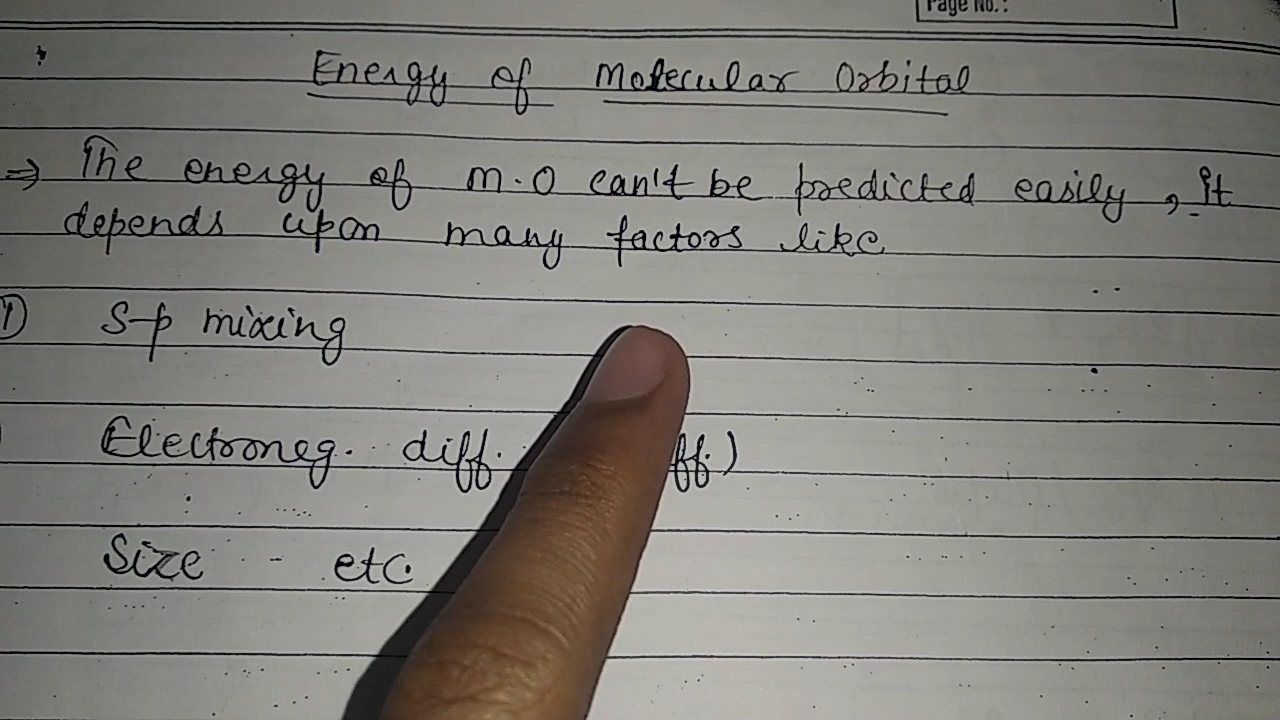 Page No.:
Energy of Molecular Orbital
⇒ The energy of M.O can't be predicted easily, it
depends upon many factors like
① S-p mixing
Electroneg. diff.
Size - etc.